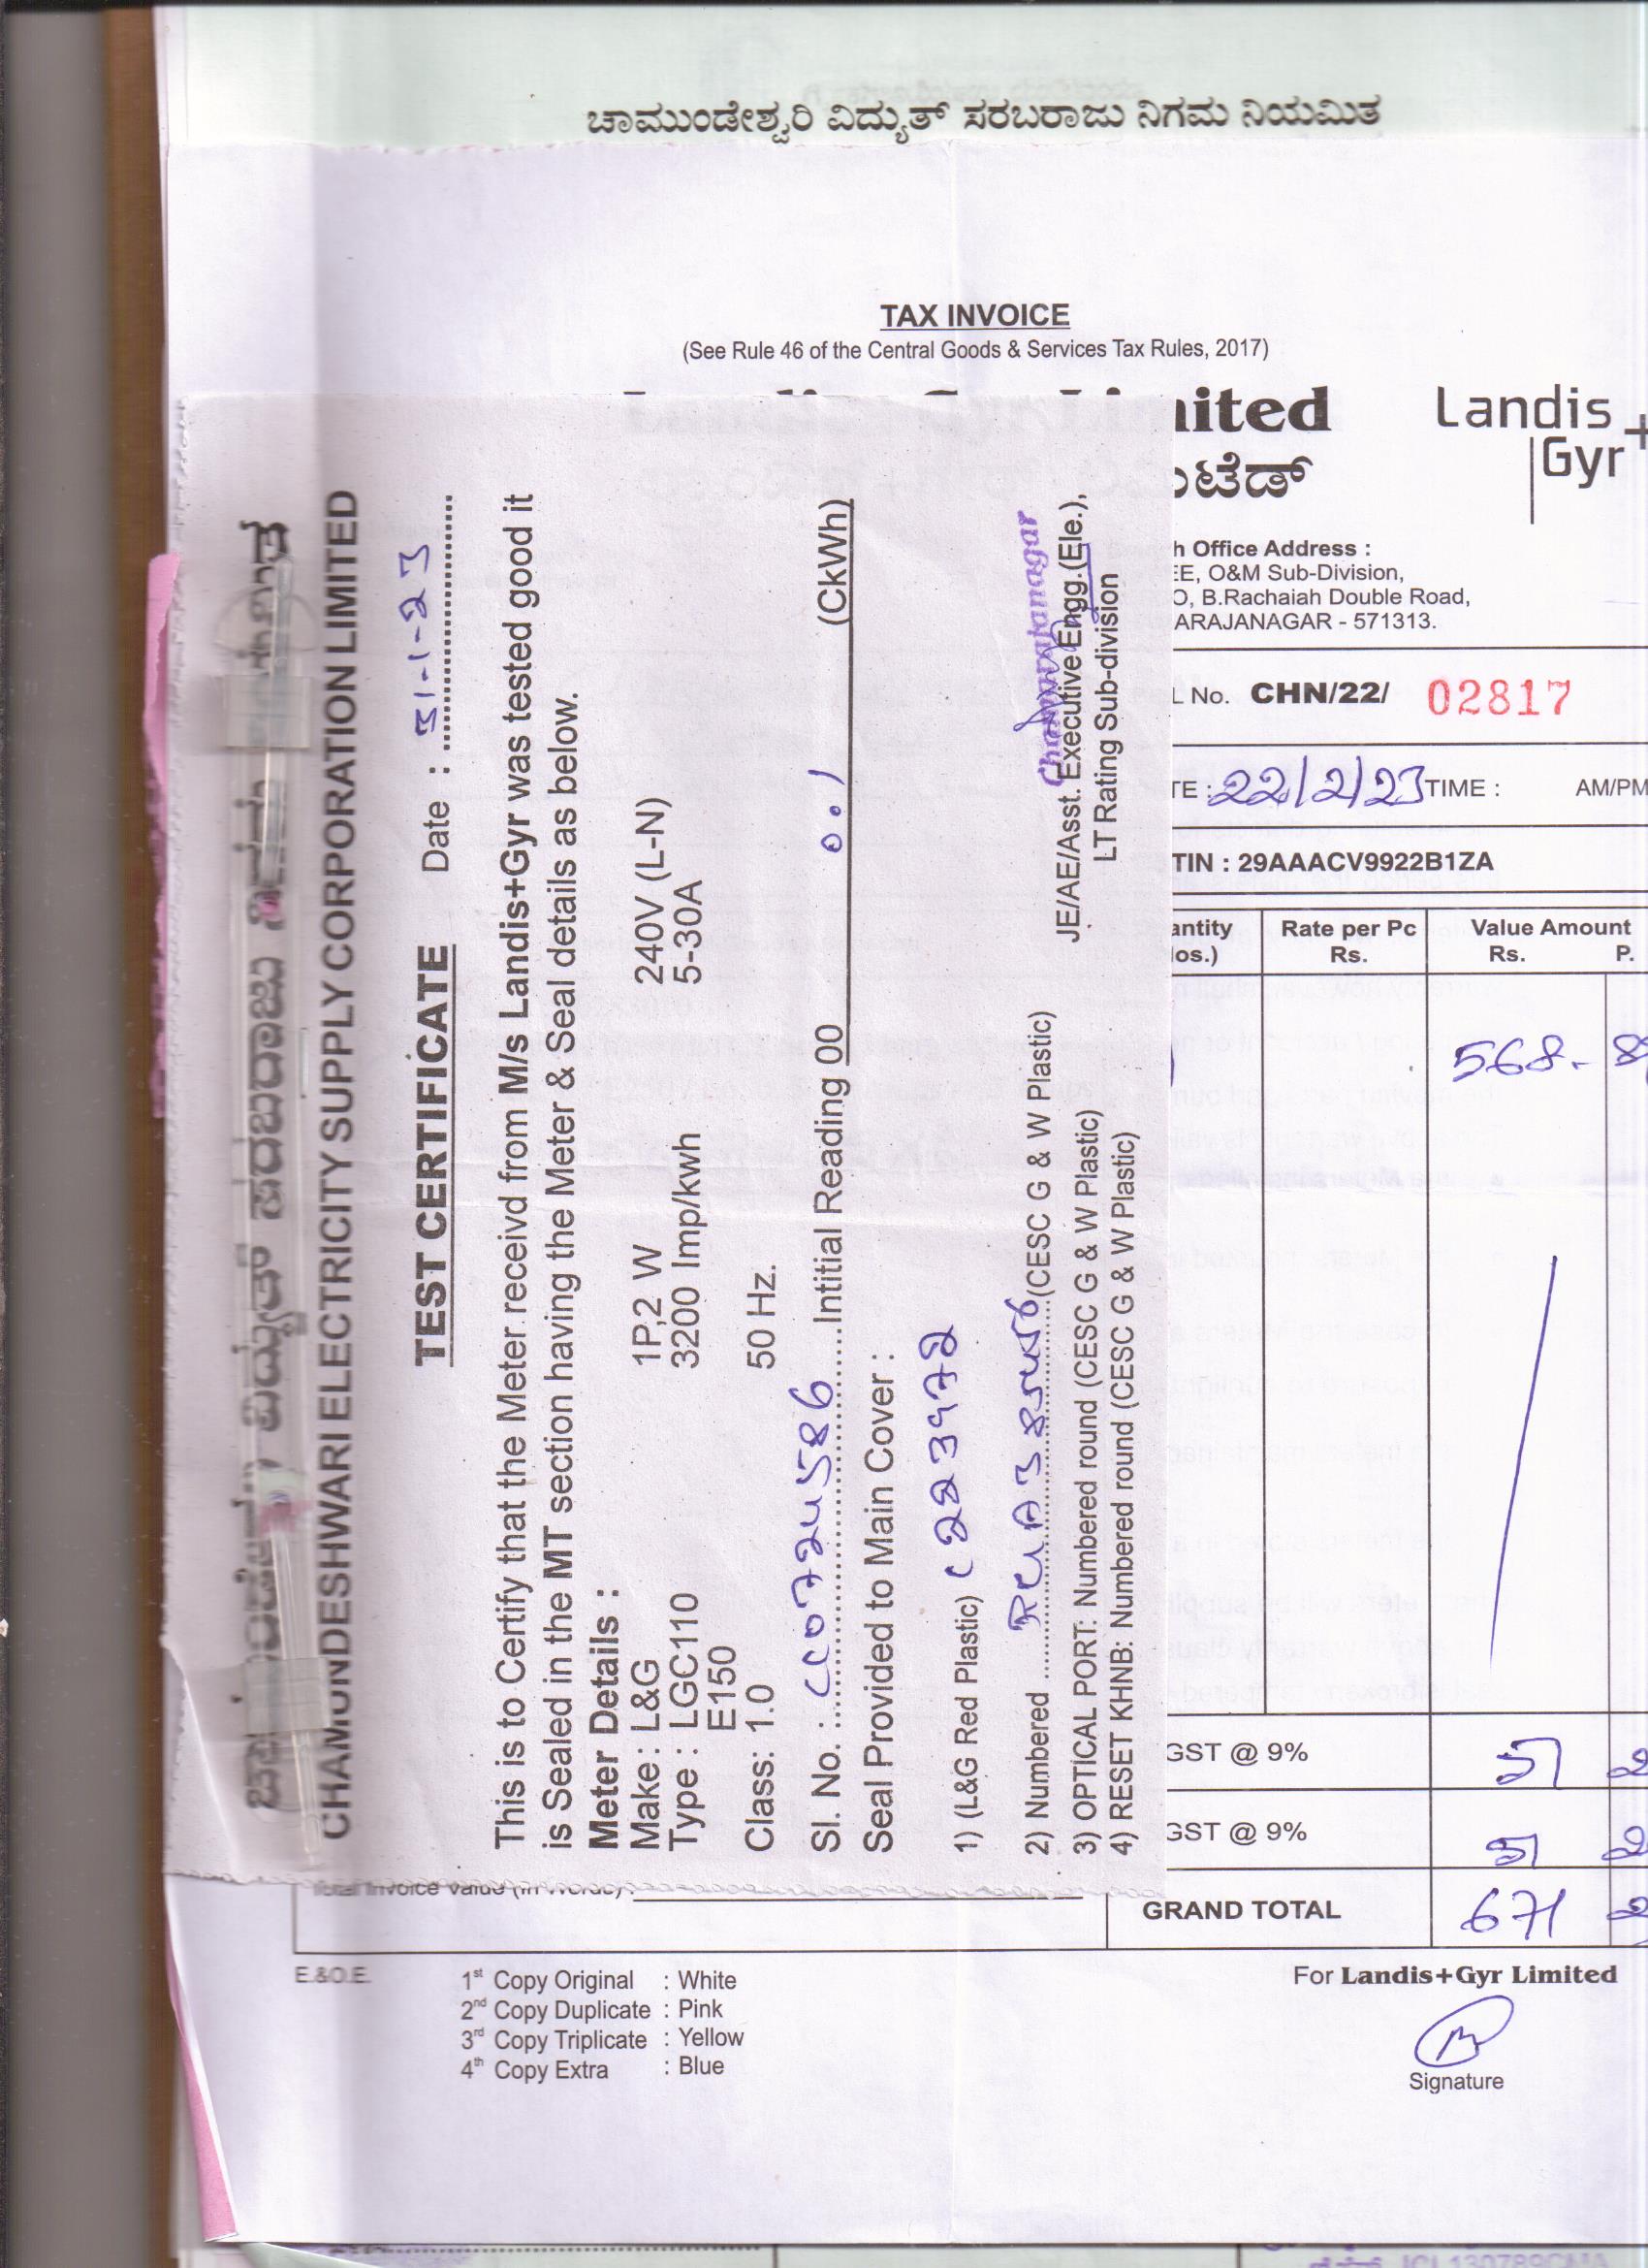 ಚಾಮುಂಡೇಶ್ವರಿ ವಿದ್ಯುತ್ ಸರಬರಾಜು ನಿಗಮ ನಿಯಮಿತ
TAX INVOICE
(See Rule 46 of the Central Goods & Services Tax Rules, 2017)
Landis
Gyr+
Office Address :
O&M Sub-Division,
B.Rachaiah Double Road,
571313.
No. CHN/22/ 02817
22/2/23 TIME : AM/PM
29AAACV9922B1ZA
Rate per Pc
Rs.
Value Amount
Rs. P.
568-
GST @ 9% 51
GST @ 9% 51
GRAND TOTAL 671
E.&O.E.
1st Copy Original : White
2nd Copy Duplicate : Pink
3rd Copy Triplicate : Yellow
4th Copy Extra : Blue
For Landis+Gyr Limited
Signature
ವಿದ್ಯುತ್ ಸರಬರಾಜು
CHAMUNDESHWARI ELECTRICITY SUPPLY CORPORATION LIMITED
TEST CERTIFICATE Date : 31-1-23
This is to Certify that the Meter receivd from M/s Landis+Gyr was tested good it
is Sealed in the MT section having the Meter & Seal details as below.
Meter Details :
Make : L&G 1P,2 W 240V (L-N)
Type : LGC110 3200 Imp/kwh 5-30A
E150
Class: 1.0 50 Hz.
Sl. No. : CC0724586 Intitial Reading 00 0.1 (CkWh)
Seal Provided to Main Cover :
1) (L&G Red Plastic)
2) Numbered (CESC G & W Plastic)
3) OPTICAL PORT: Numbered round (CESC G & W Plastic)
4) RESET KHNB: Numbered round (CESC G & W Plastic)
Chamarajanagar
JE/AE/Asst. Executive Engg.(Ele.),
LT Rating Sub-division